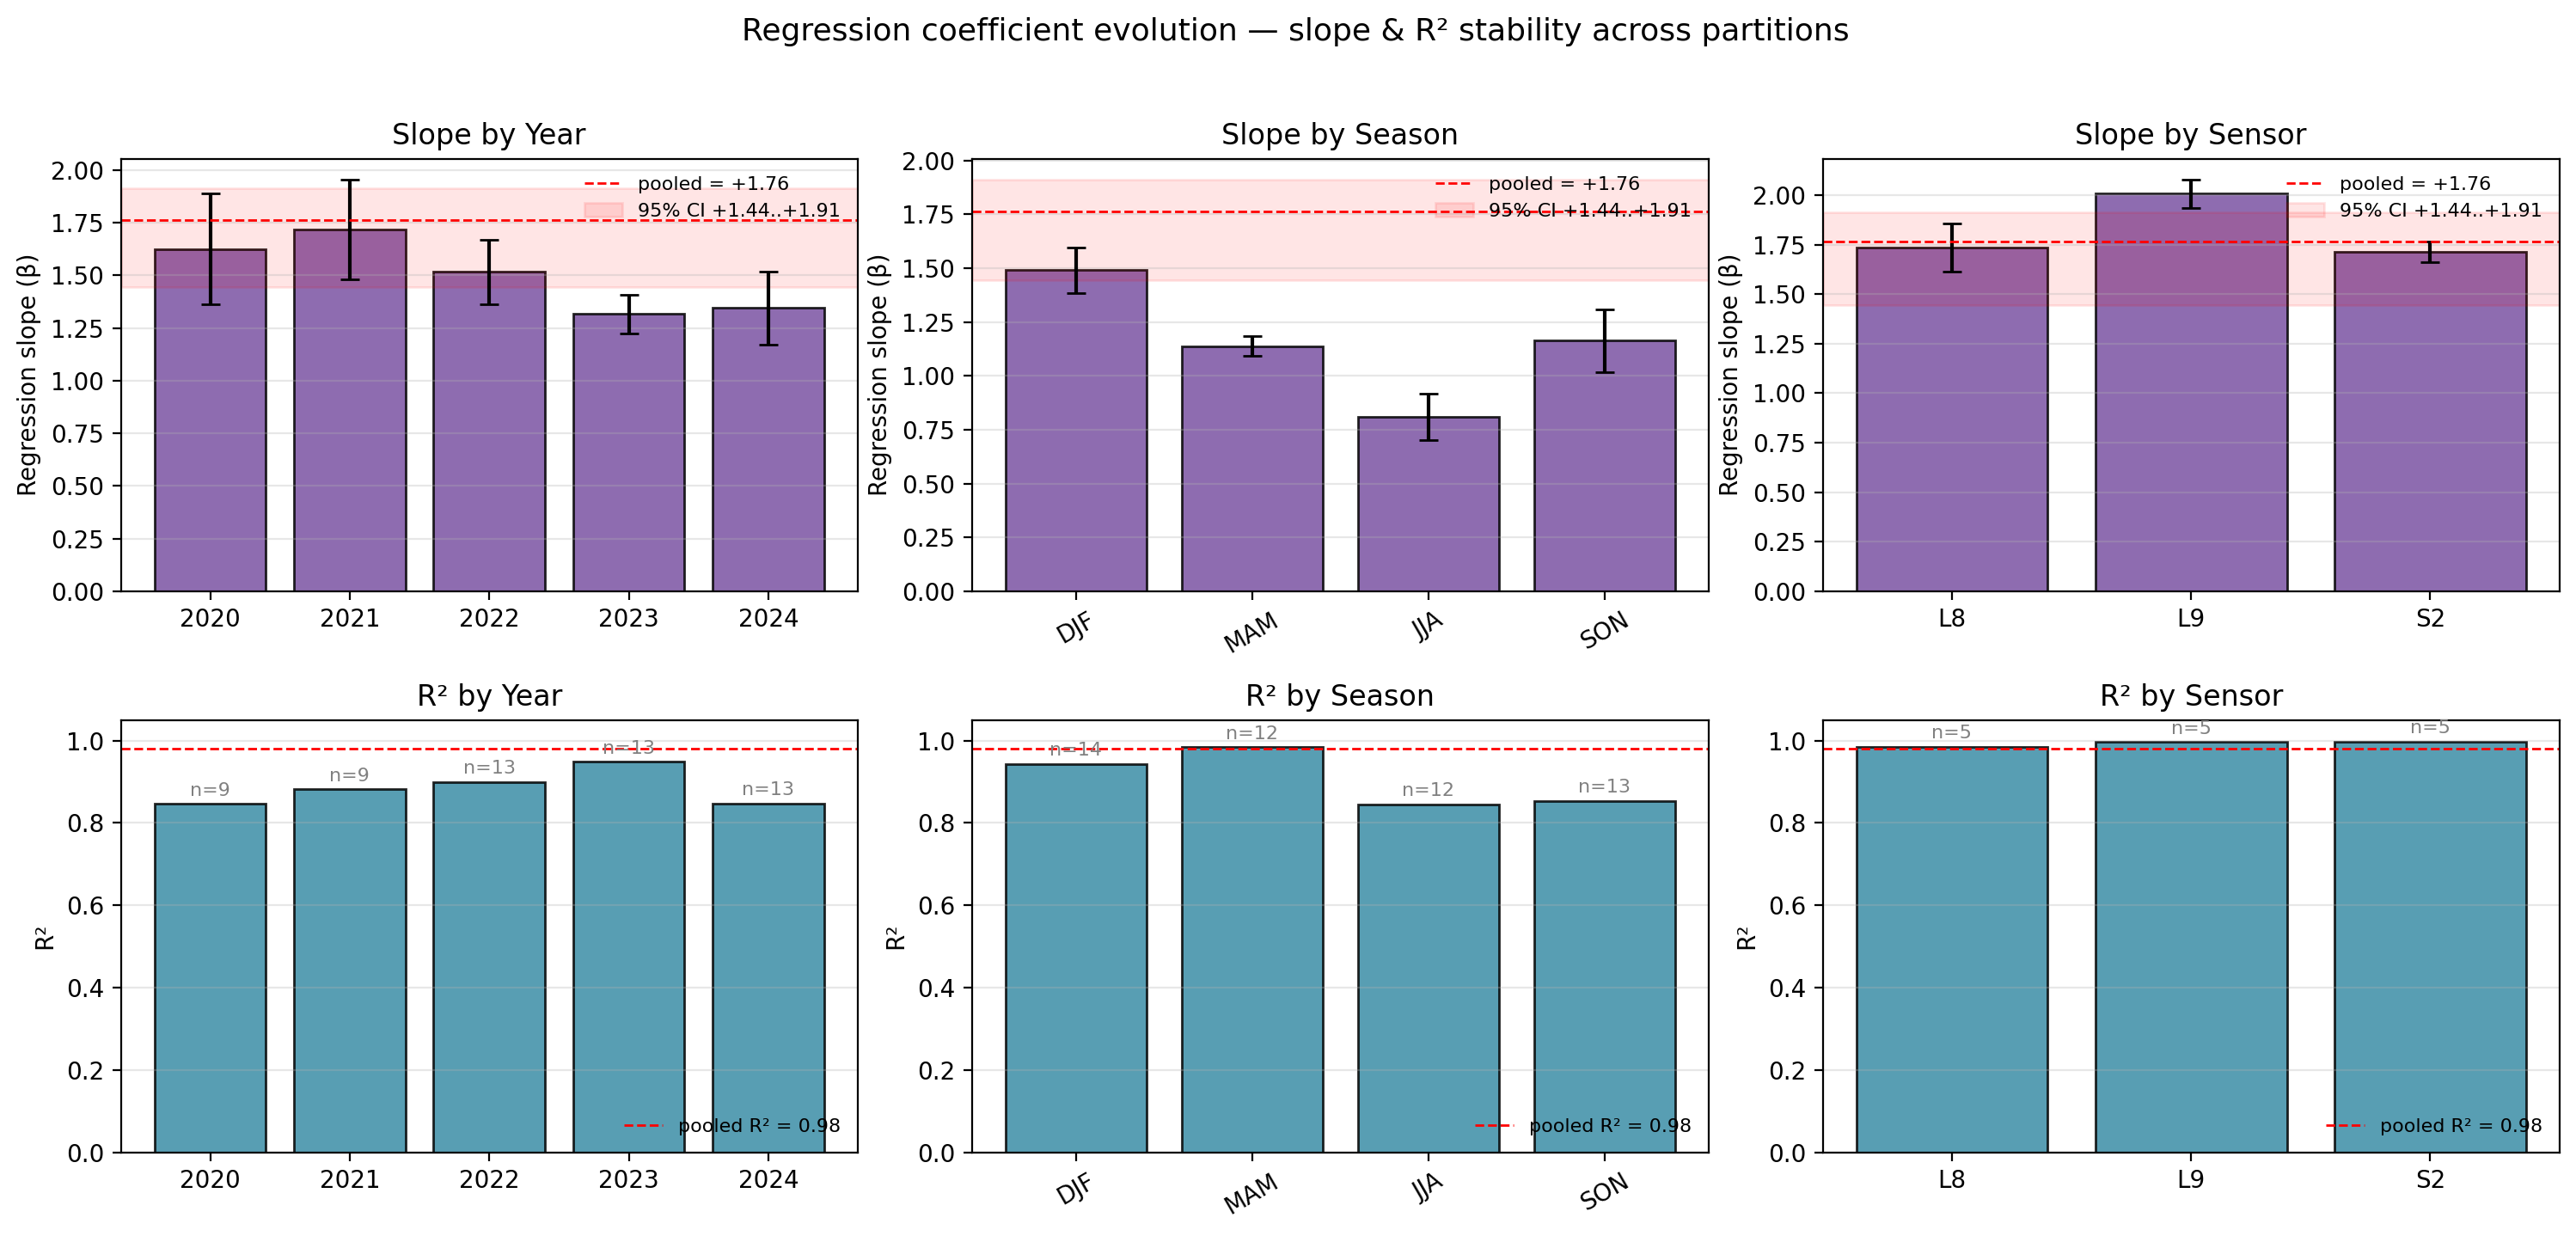 Regression coefficient evolution — slope & R² stability across partitions
Slope by Year
Regression slope (β)
2.00
1.75
1.50
1.25
1.00
0.75
0.50
0.25
0.00
pooled = +1.76
95% CI +1.44..+1.91
2020 2021 2022 2023 2024
Slope by Season
Regression slope (β)
2.00
1.75
1.50
1.25
1.00
0.75
0.50
0.25
0.00
pooled = +1.76
95% CI +1.44..+1.91
DJF MAM JJA SON
Slope by Sensor
Regression slope (β)
2.00
1.75
1.50
1.25
1.00
0.75
0.50
0.25
0.00
pooled = +1.76
95% CI +1.44..+1.91
L8 L9 S2
R² by Year
R²
1.0
0.8
0.6
0.4
0.2
0.0
n=9 n=9 n=13 n=13 n=13
pooled R² = 0.98
2020 2021 2022 2023 2024
R² by Season
R²
1.0
0.8
0.6
0.4
0.2
0.0
n=14 n=12 n=12 n=13
pooled R² = 0.98
DJF MAM JJA SON
R² by Sensor
R²
1.0
0.8
0.6
0.4
0.2
0.0
n=5 n=5 n=5
pooled R² = 0.98
L8 L9 S2